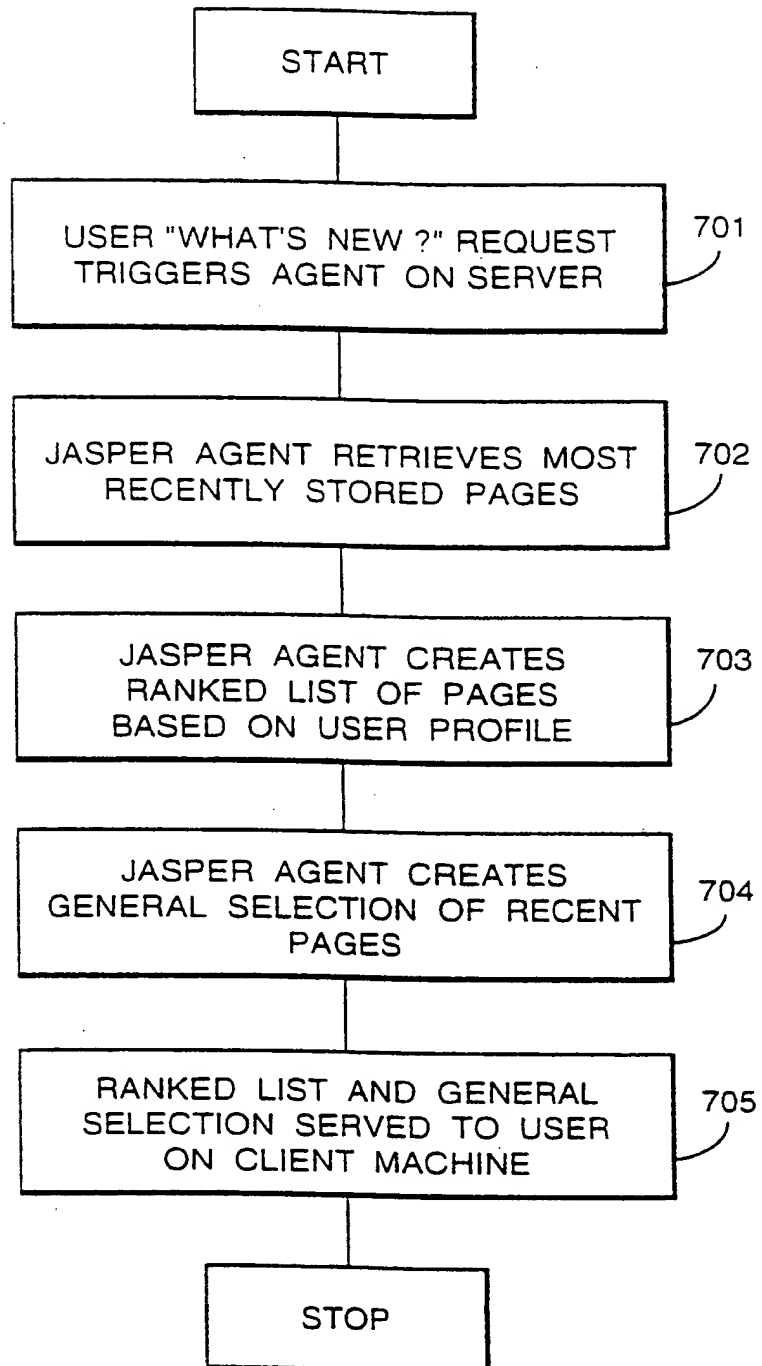 START
USER "WHAT'S NEW ?" REQUEST
TRIGGERS AGENT ON SERVER
701
JASPER AGENT RETRIEVES MOST
RECENTLY STORED PAGES
702
JASPER AGENT CREATES
RANKED LIST OF PAGES
BASED ON USER PROFILE
703
JASPER AGENT CREATES
GENERAL SELECTION OF RECENT
PAGES
704
RANKED LIST AND GENERAL
SELECTION SERVED TO USER
ON CLIENT MACHINE
705
STOP